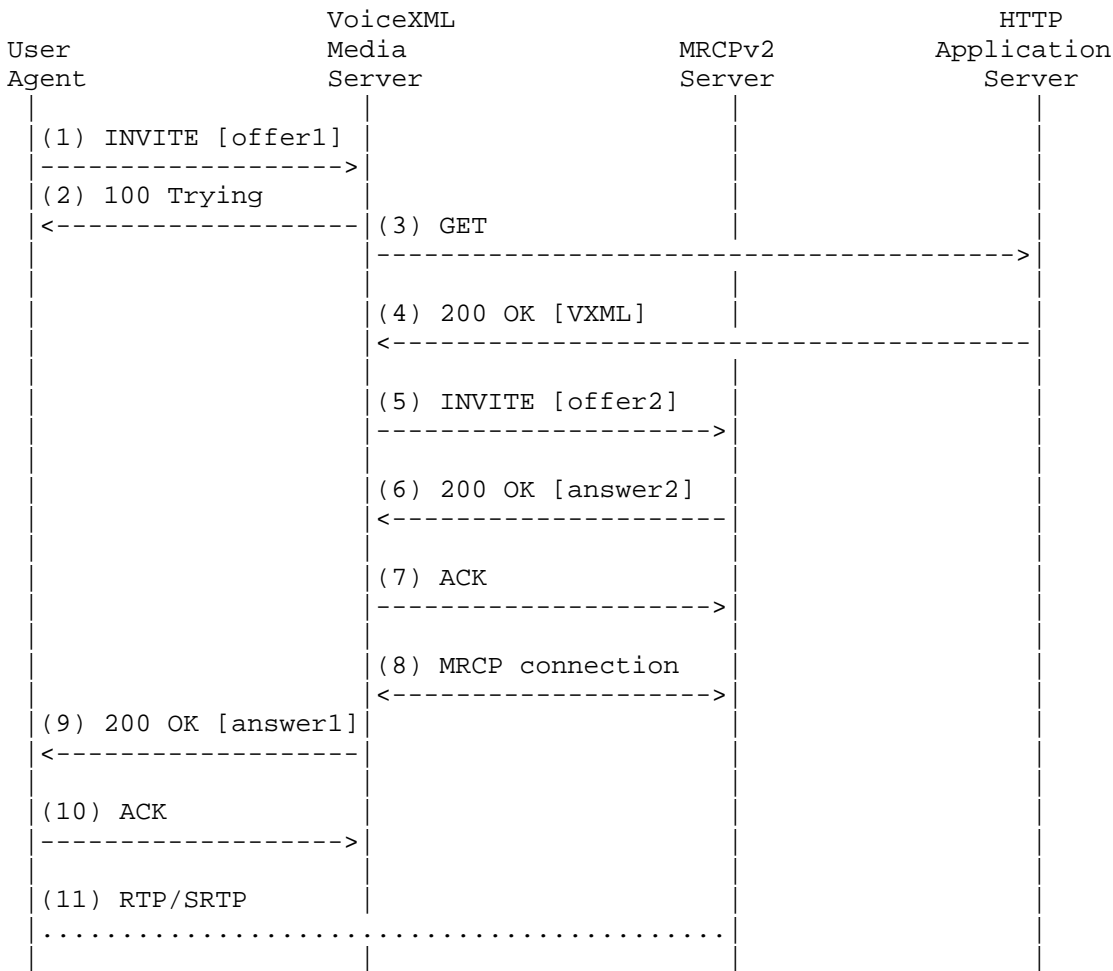 VoiceXML HTTP
User Media MRCPv2 Application
Agent Server Server Server
(1) INVITE [offer1]
(2) 100 Trying
(3) GET
(4) 200 OK [VXML]
(5) INVITE [offer2]
(6) 200 OK [answer2]
(7) ACK
(8) MRCP connection
(9) 200 OK [answer1]
(10) ACK
(11) RTP/SRTP